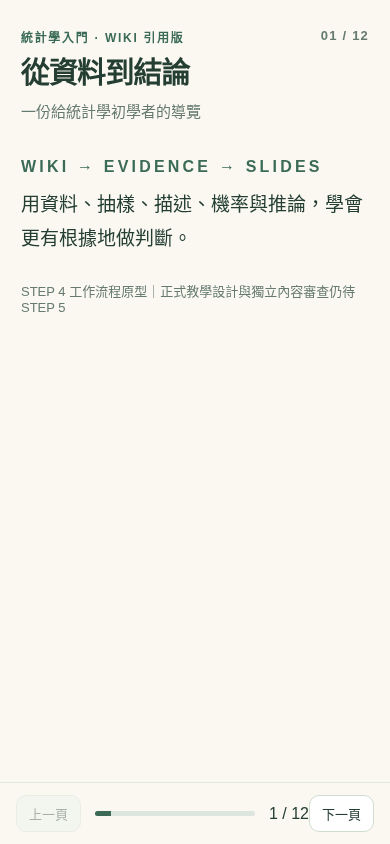 統計學入門 · WIKI 引用版
01 / 12
從資料到結論
一份給統計學初學者的導覽
WIKI → EVIDENCE → SLIDES
用資料、抽樣、描述、機率與推論，學會
更有根據地做判斷。
STEP 4 工作流程原型｜正式教學設計與獨立內容審查仍待
STEP 5
上一頁
1 / 12
下一頁